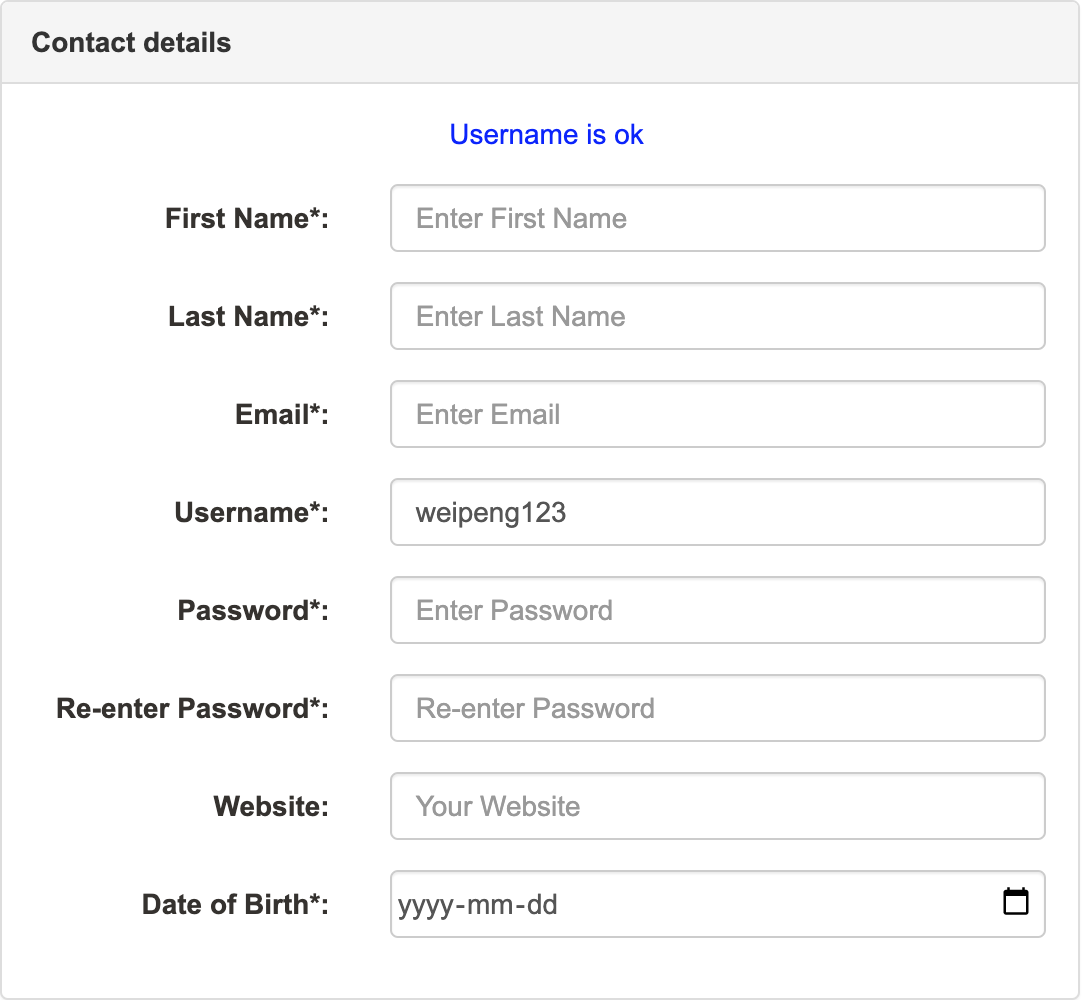 Contact details
Username is ok
First Name*: Enter First Name
Last Name*: Enter Last Name
Email*: Enter Email
Username*: weipeng123
Password*: Enter Password
Re-enter Password*: Re-enter Password
Website: Your Website
Date of Birth*: yyyy-mm-dd